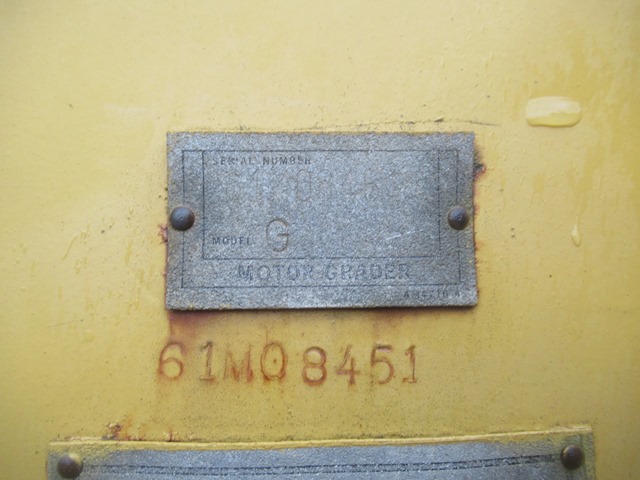 SERIAL NUMBER
MODEL G
MOTOR GRADER
61M08451